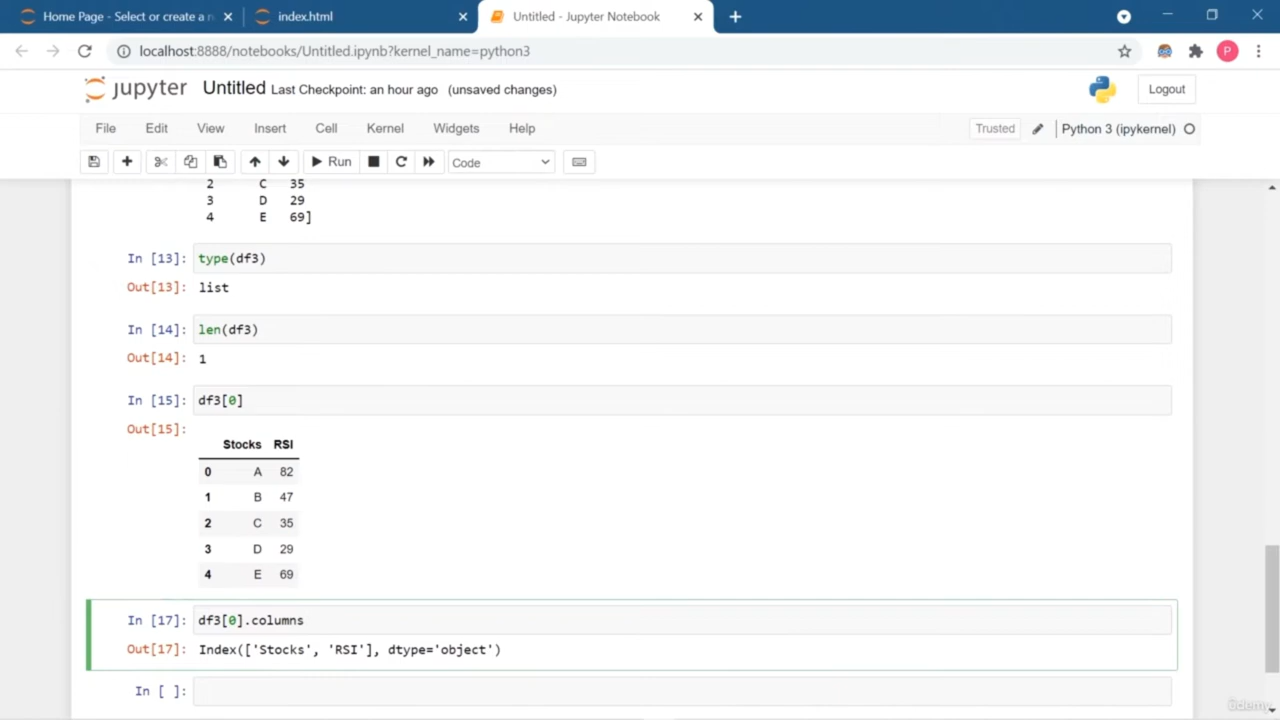 Home Page - Select or create a n
index.html
Untitled - Jupyter Notebook
localhost:8888/notebooks/Untitled.ipynb?kernel_name=python3
P
jupyter Untitled Last Checkpoint: an hour ago (unsaved changes)
Logout
File Edit View Insert Cell Kernel Widgets Help
Trusted Python 3 (ipykernel)
Run Code
2 C 35
3 D 29
4 E 69]
In [13]: type(df3)
Out[13]: list
In [14]: len(df3)
Out[14]: 1
In [15]: df3[0]
Out[15]:
Stocks RSI
0 A 82
1 B 47
2 C 35
3 D 29
4 E 69
In [17]: df3[0].columns
Out[17]: Index(['Stocks', 'RSI'], dtype='object')
In [ ]:
ûdemy